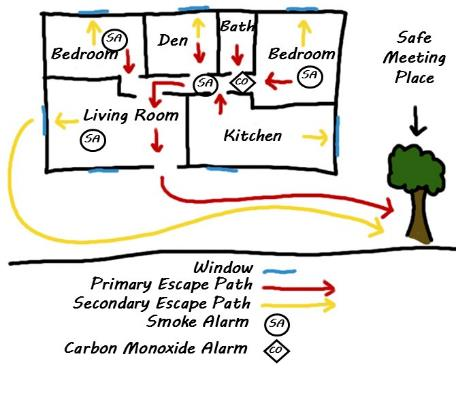 Bedroom
SA
Den
Bath
Bedroom
SA
SA
CO
Living Room
SA
Kitchen
Safe
Meeting
Place
Window
Primary Escape Path
Secondary Escape Path
Smoke Alarm SA
Carbon Monoxide Alarm CO